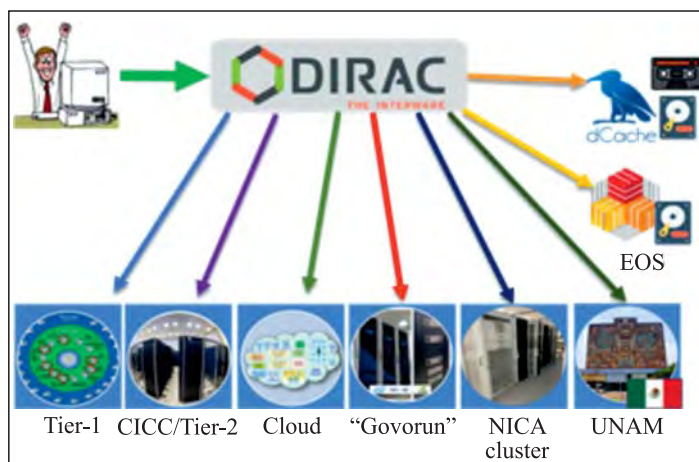 DIRAC
THE INTERWARE
dCache
EOS
Tier-1
CICC/Tier-2
Cloud
“Govorun”
NICA
cluster
UNAM